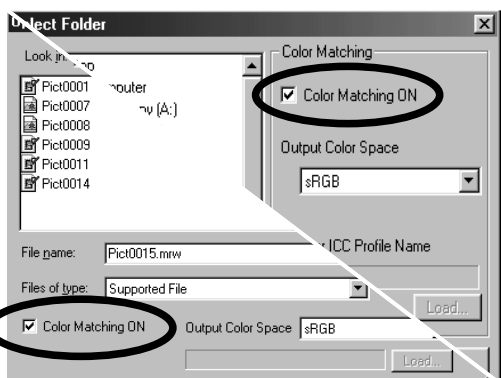 elect Folder
Look in:
Pict0001
Pict0007
Pict0008
Pict0009
Pict0011
Pict0014
(A:)
File name: Pict0015.mrw
Files of type: Supported File
Color Matching ON
Output Color Space sRGB
Load...
Color Matching
Color Matching ON
Output Color Space
sRGB
ICC Profile Name
Load...